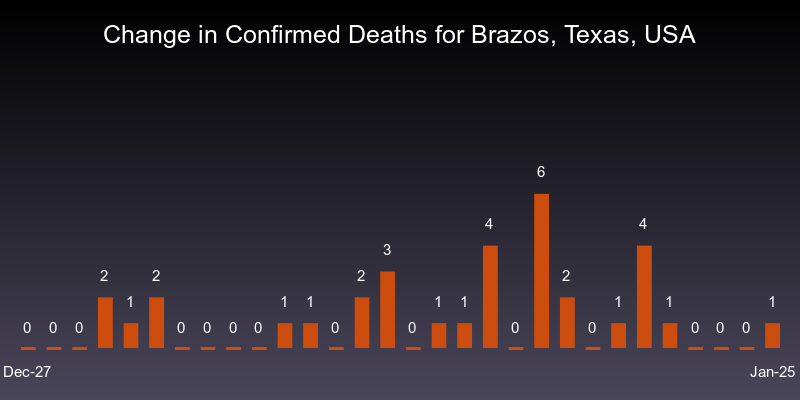 Change in Confirmed Deaths for Brazos, Texas, USA
6
4 4
3
2 2 2 2
1 1 1 1 1 1 1 1
0 0 0 0 0 0 0 0 0 0 0 0 0 0
Dec-27 Jan-25